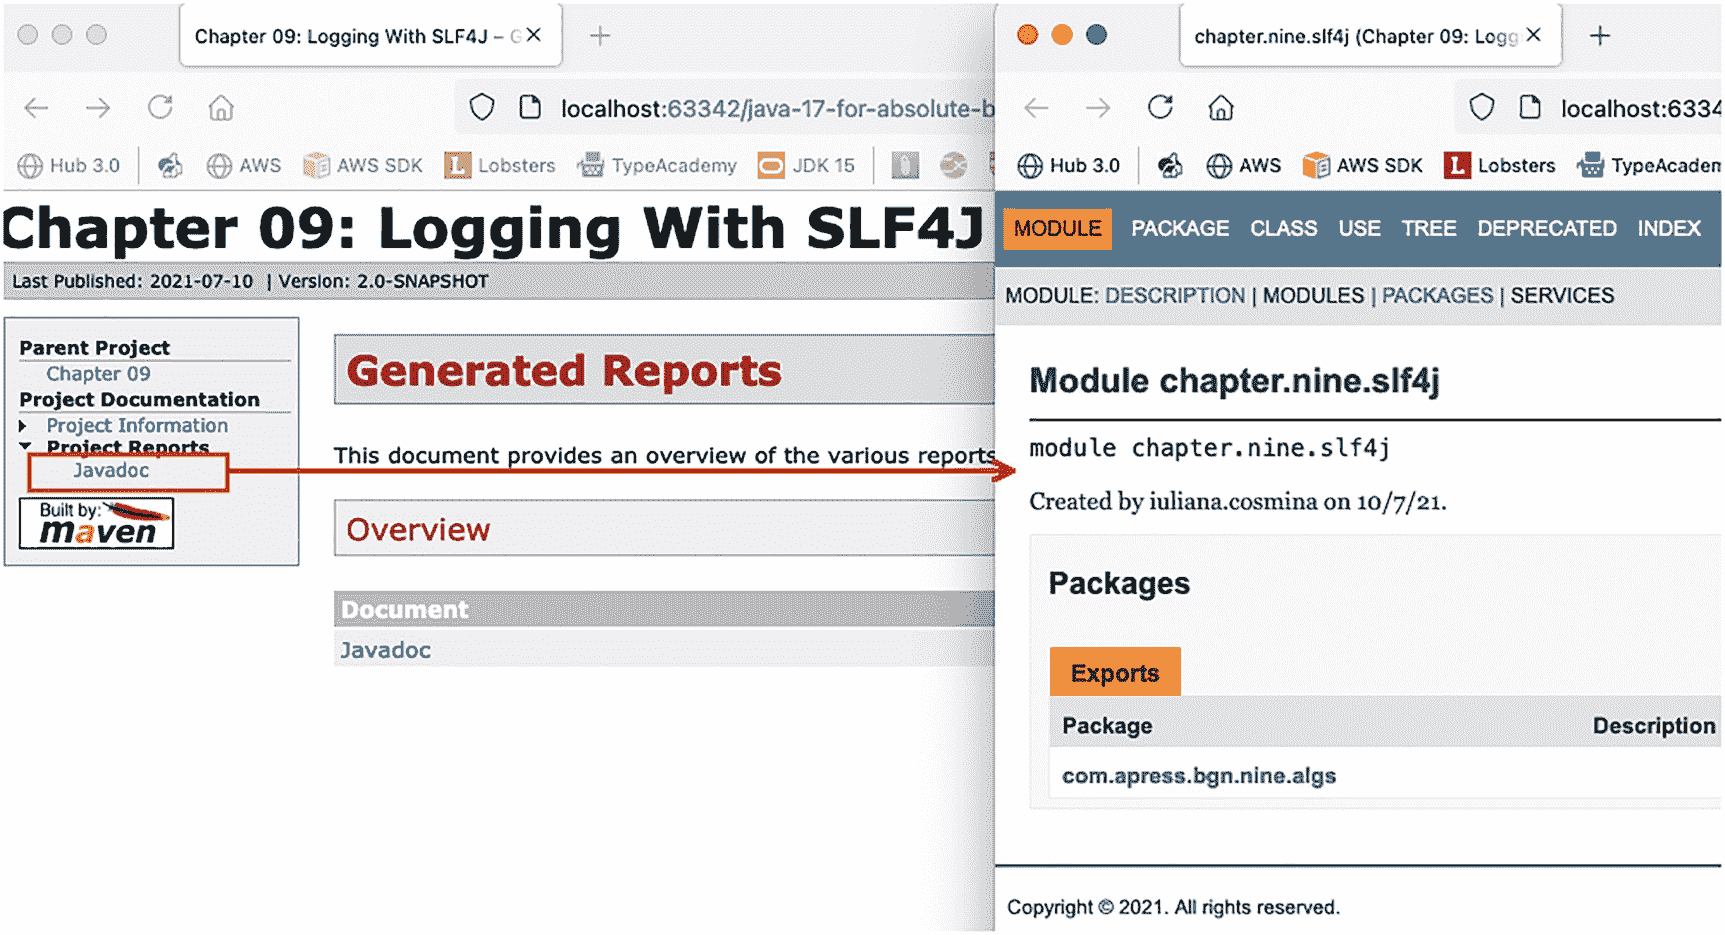 Chapter 09: Logging With SLF4J – G
localhost:63342/java-17-for-absolute-b
Hub 3.0 AWS AWS SDK Lobsters TypeAcademy JDK 15
Chapter 09: Logging With SLF4J
Last Published: 2021-07-10 | Version: 2.0-SNAPSHOT
Parent Project
Chapter 09
Project Documentation
Project Information
Project Reports
Javadoc
Built by:
maven
Generated Reports
This document provides an overview of the various reports
Overview
Document
Javadoc
chapter.nine.slf4j (Chapter 09: Logg
localhost:6334
Hub 3.0 AWS AWS SDK Lobsters TypeAcadem
MODULE PACKAGE CLASS USE TREE DEPRECATED INDEX
MODULE: DESCRIPTION | MODULES | PACKAGES | SERVICES
Module chapter.nine.slf4j
module chapter.nine.slf4j
Created by iuliana.cosmina on 10/7/21.
Packages
Exports
Package Description
com.apress.bgn.nine.algs
Copyright © 2021. All rights reserved.